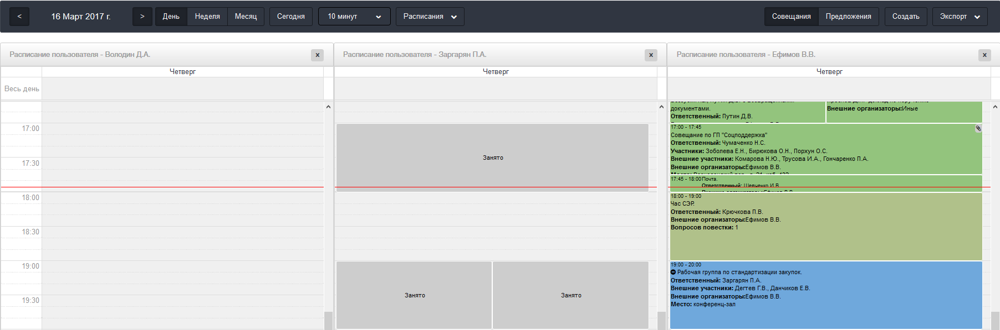 <
16 Март 2017 г.
>
День
Неделя
Месяц
Сегодня
10 минут
Расписания
Совещания
Предложения
Создать
Экспорт
Расписание пользователя - Володин Д.А.
x
Расписание пользователя - Заргарян П.А.
x
Расписание пользователя - Ефимов В.В.
x
Четверг
Четверг
Четверг
Весь день
17:00
17:30
18:00
18:30
19:00
19:30
Занято
Занято
Занято
документами.
Ответственный: Путин Д.В.
Внешние организаторы:Иные
17:00 - 17:45
Совещание по ГП "Соцподдержка"
Ответственный: Чумаченко Н.С.
Участники: Зоболева Е.Н., Бирюкова О.Н., Порхун О.С.
Внешние участники: Комарова Н.Ю., Трусова И.А., Гончаренко П.А.
Внешние организаторы:Ефимов В.В.
17:45 - 18:00 Почта.
Ответственный: Шевченко И.В.
18:00 - 19:00
Час СЭР.
Ответственный: Крючкова П.В.
Внешние организаторы:Ефимов В.В.
Вопросов повестки: 1
19:00 - 20:00
Рабочая группа по стандартизации закупок.
Ответственный: Заргарян П.А.
Внешние участники: Дегтев Г.В., Данчиков Е.В.
Внешние организаторы:Ефимов В.В.
Место: конференц-зал